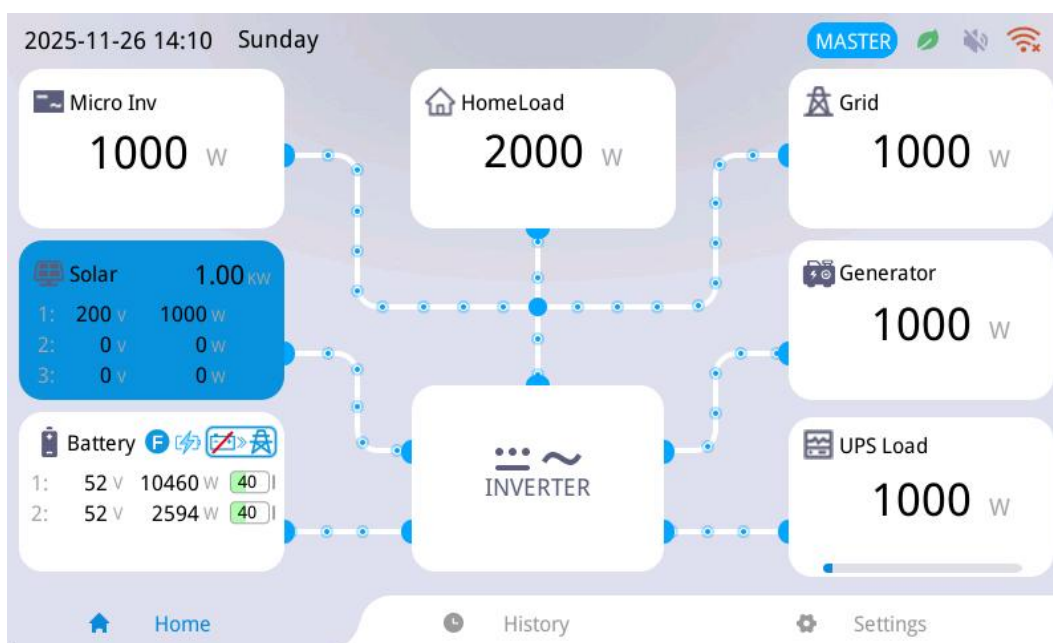 2025-11-26 14:10 Sunday
MASTER
Micro Inv
1000 W
HomeLoad
2000 W
Grid
1000 W
Solar 1.00 KW
1: 200 V 1000 W
2: 0 V 0 W
3: 0 V 0 W
Generator
1000 W
Battery F
1: 52 V 10460 W 40
2: 52 V 2594 W 40
INVERTER
UPS Load
1000 W
Home
History
Settings